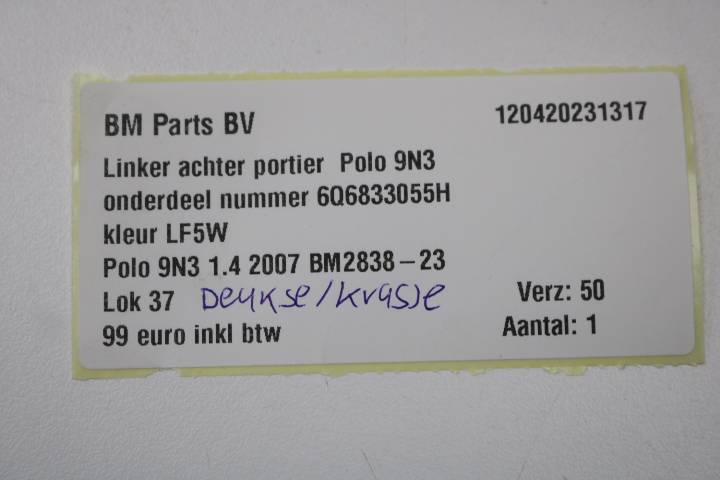 BM Parts BV 120420231317
Linker achter portier Polo 9N3
onderdeel nummer 6Q6833055H
kleur LF5W
Polo 9N3 1.4 2007 BM2838-23
Lok 37 Deukse/krasje Verz: 50
99 euro inkl btw Aantal: 1